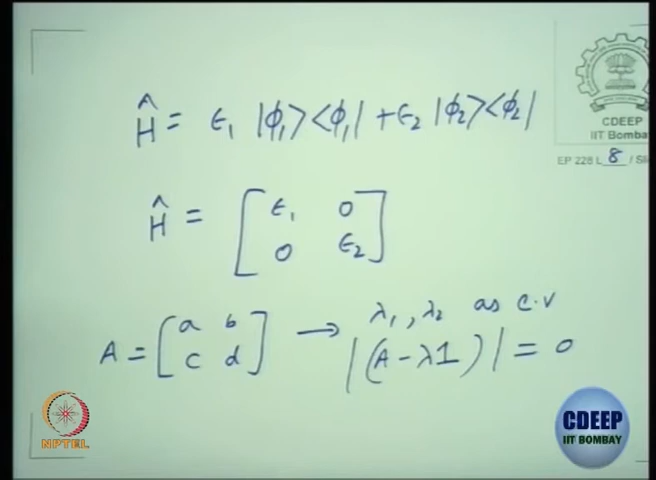 Ĥ = ϵ₁ |ϕ₁><ϕ₁| + ϵ₂ |ϕ₂><ϕ₂|
CDEEP
IIT Bombay
EP 228 L 8 / Sli
Ĥ = [ϵ₁ 0
0 ϵ₂]
λ₁, λ₂ as e.v
A = [a b
c d] → |(A - λ1)| = 0
NPTEL
CDEEP
IIT BOMBAY